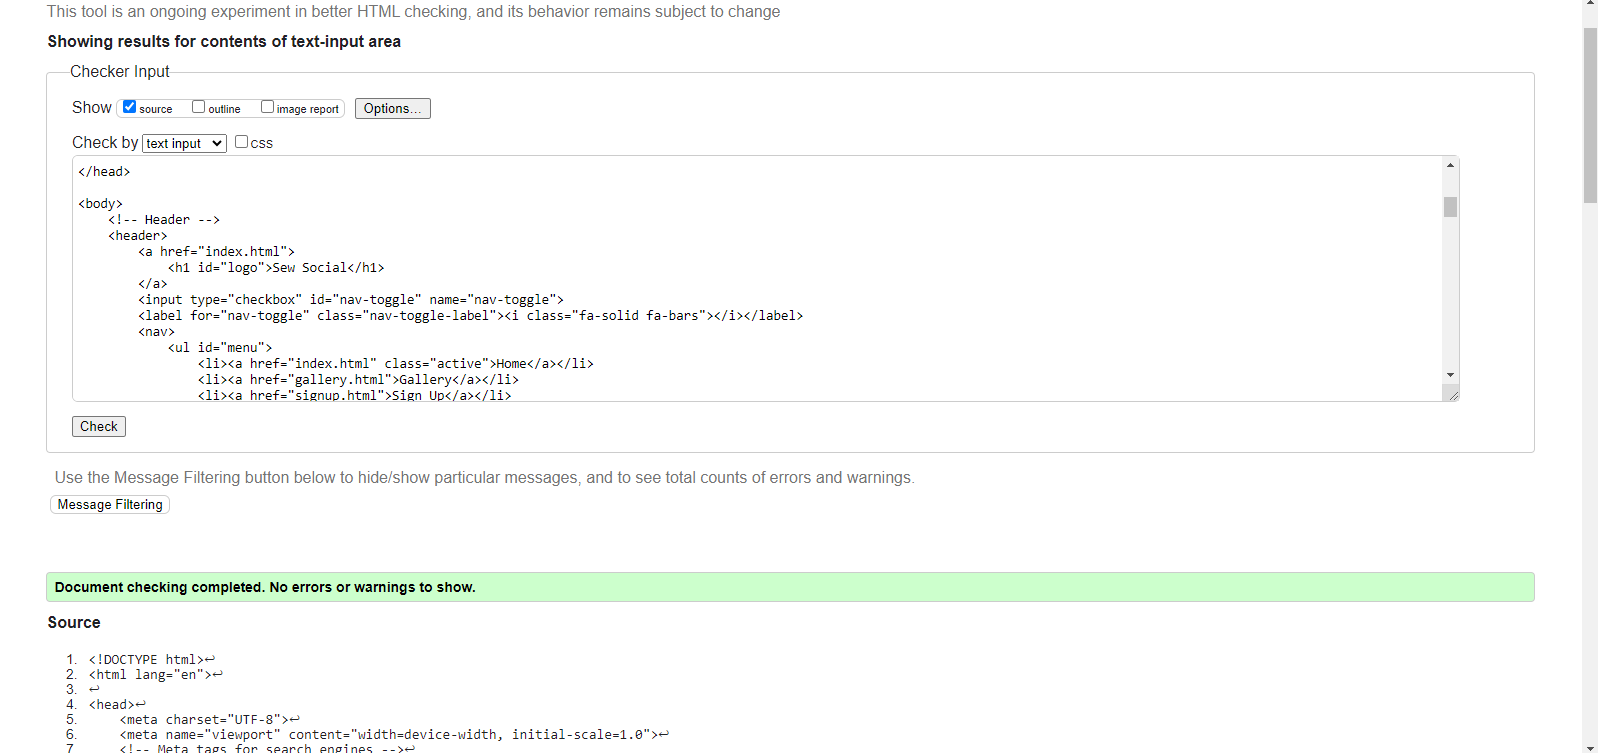 This tool is an ongoing experiment in better HTML checking, and its behavior remains subject to change
Showing results for contents of text-input area
Checker Input
Show source outline image report Options...
Check by text input css
</head>
<body>
<!-- Header -->
<header>
<a href="index.html">
<h1 id="logo">Sew Social</h1>
</a>
<input type="checkbox" id="nav-toggle" name="nav-toggle">
<label for="nav-toggle" class="nav-toggle-label"><i class="fa-solid fa-bars"></i></label>
<nav>
<ul id="menu">
<li><a href="index.html" class="active">Home</a></li>
<li><a href="gallery.html">Gallery</a></li>
<li><a href="signup.html">Sign Up</a></li>
Check
Use the Message Filtering button below to hide/show particular messages, and to see total counts of errors and warnings.
Message Filtering
Document checking completed. No errors or warnings to show.
Source
1. <!DOCTYPE html>↩
2. <html lang="en">↩
3. ↩
4. <head>↩
5. <meta charset="UTF-8">↩
6. <meta name="viewport" content="width=device-width, initial-scale=1.0">↩
7 <!-- Meta tags for search engines -->↩